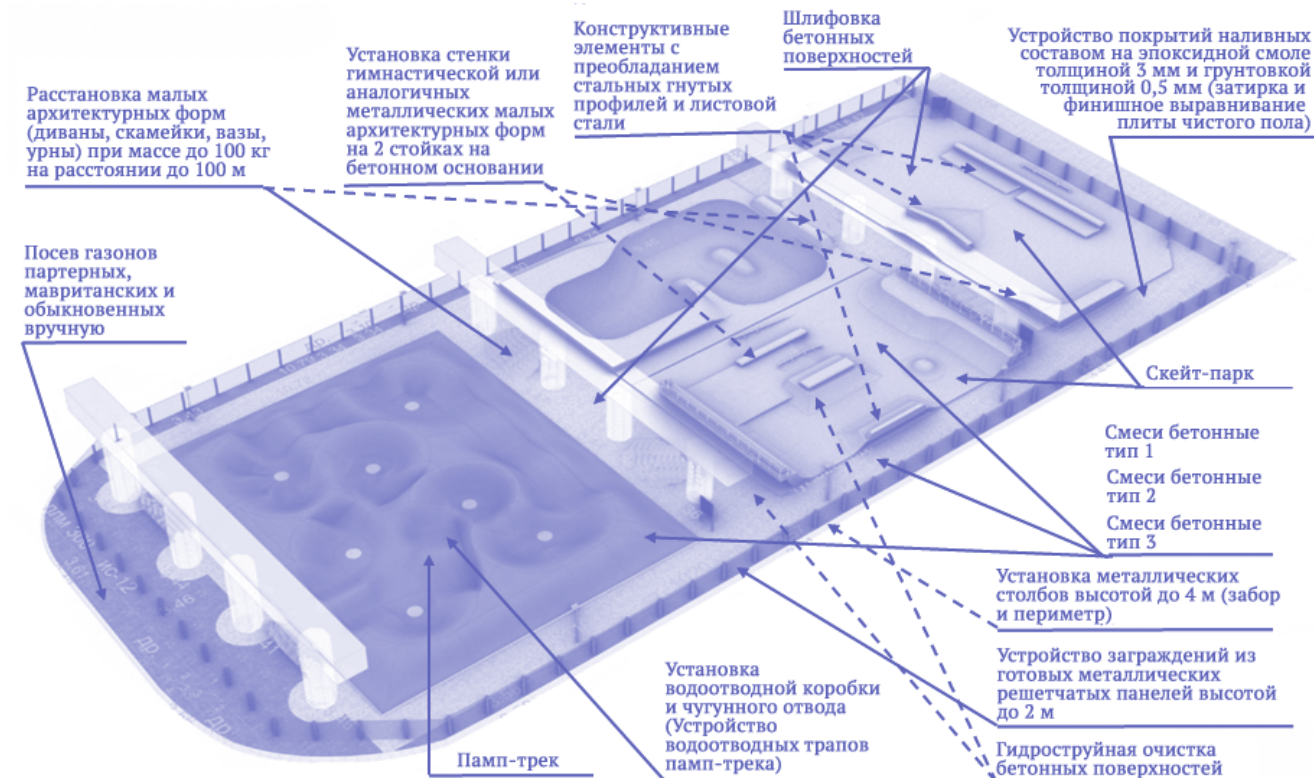 Расстановка малых
архитектурных форм
(диваны, скамейки, вазы,
урны) при массе до 100 кг
на расстоянии до 100 м
Установка стенки
гимнастической или
аналогичных
металлических малых
архитектурных форм
на 2 стойках на
бетонном основании
Конструктивные
элементы с
преобладанием
стальных гнутых
профилей и листовой
стали
Шлифовка
бетонных
поверхностей
Устройство покрытий наливных
составом на эпоксидной смоле
толщиной 3 мм и грунтовкой
толщиной 0,5 мм (затирка и
финишное выравнивание
плиты чистого пола)
Посев газонов
партерных,
мавританских и
обыкновенных
вручную
Скейт-парк
Смеси бетонные
тип 1
Смеси бетонные
тип 2
Смеси бетонные
тип 3
Установка металлических
столбов высотой до 4 м (забор
и периметр)
Устройство заграждений из
готовых металлических
решетчатых панелей высотой
до 2 м
Гидроструйная очистка
бетонных поверхностей
Установка
водоотводной коробки
и чугунного отвода
(Устройство
водоотводных трапов
памп-трека)
Памп-трек
ИС-12
ДР.
ДР.